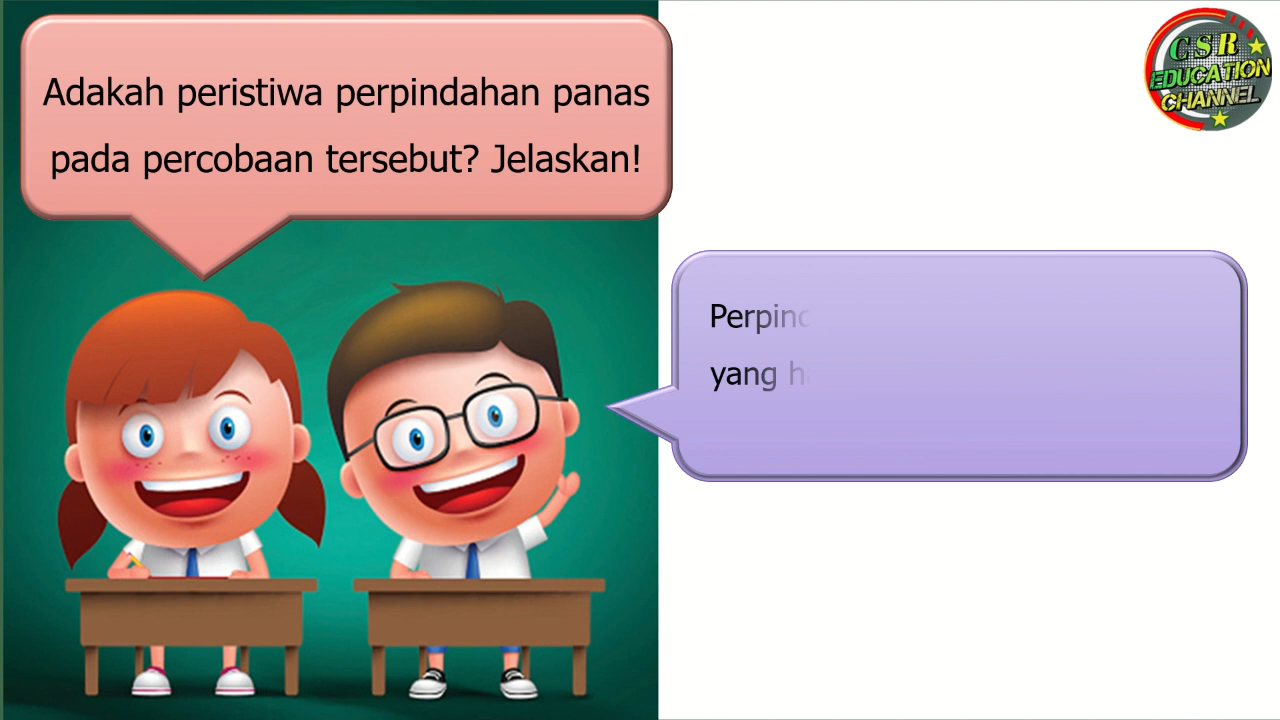 Adakah peristiwa perpindahan panas
pada percobaan tersebut? Jelaskan!
CSR
EDUCATION
CHANNEL
yang